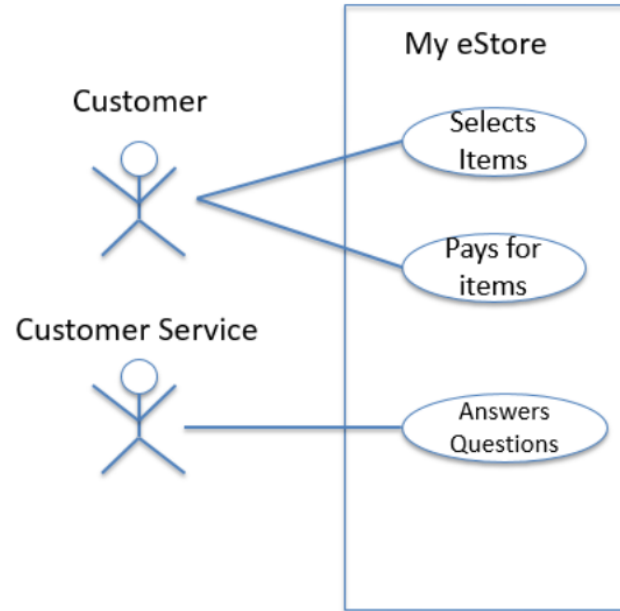 My eStore
Customer
Selects
Items
Pays for
items
Customer Service
Answers
Questions